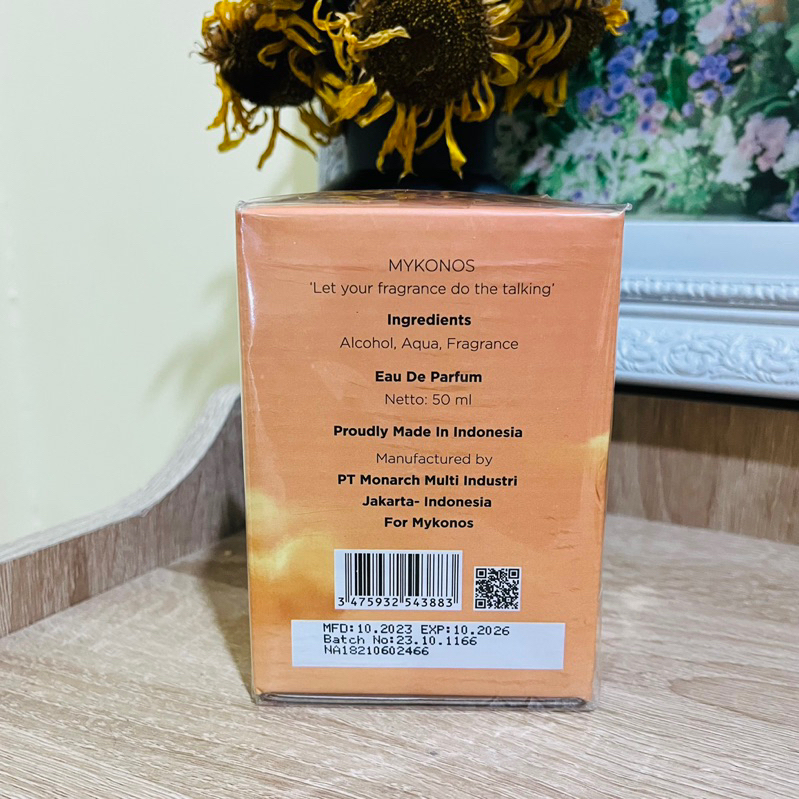 MYKONOS
'Let your fragrance do the talking'
Ingredients
Alcohol, Aqua, Fragrance
Eau De Parfum
Netto: 50 ml
Proudly Made In Indonesia
Manufactured by
PT Monarch Multi Industri
Jakarta- Indonesia
For Mykonos
3 475932 543883
MFD:10.2023 EXP:10.2026
Batch No:23.10.1166
NA18210602466